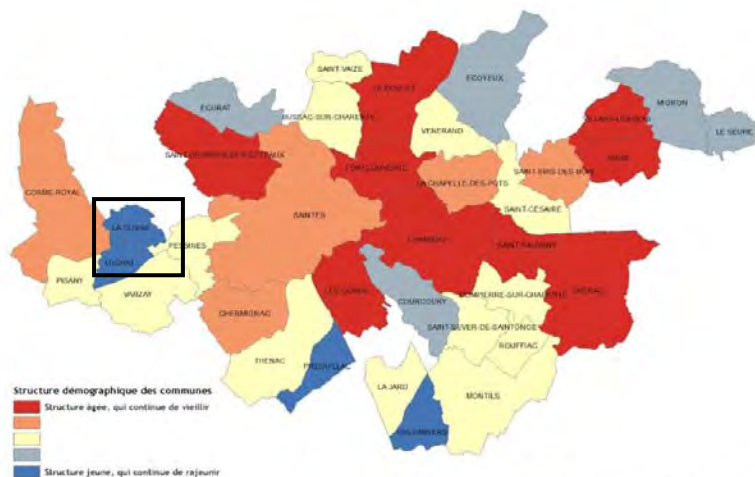 SAINT-VAIZE
ECOYEUX
LE DOUHET
MIGRON
ECURAT
BUSSAC-SUR-CHARENTE
VENERAND
LE SEURE
SAINT-GEORGES-DES-COTEAUX
FONTCOUVERTE
LA CHAPELLE-DES-POTS
SAINT-BRIS-DES-BOIS
CORME-ROYAL
SAINTES
SAINT-CESAIRE
LA CLISSE
PESSINES
CHANIERS
SAINT-SAUVANT
LUCHAT
PISANY
VARZAY
LES GONDS
COURCOURY
DOMPIERRE-SUR-CHARENTE
CHERAC
CHERMIGNAC
SAINT-SEVER-DE-SAINTONGE
ROUFFIAC
THENAC
PREGUILLAC
LA JARD
MONTILS
COLOMBIERS
Structure démographique des communes
Structure âgée, qui continue de vieillir
Structure jeune, qui continue de rajeunir